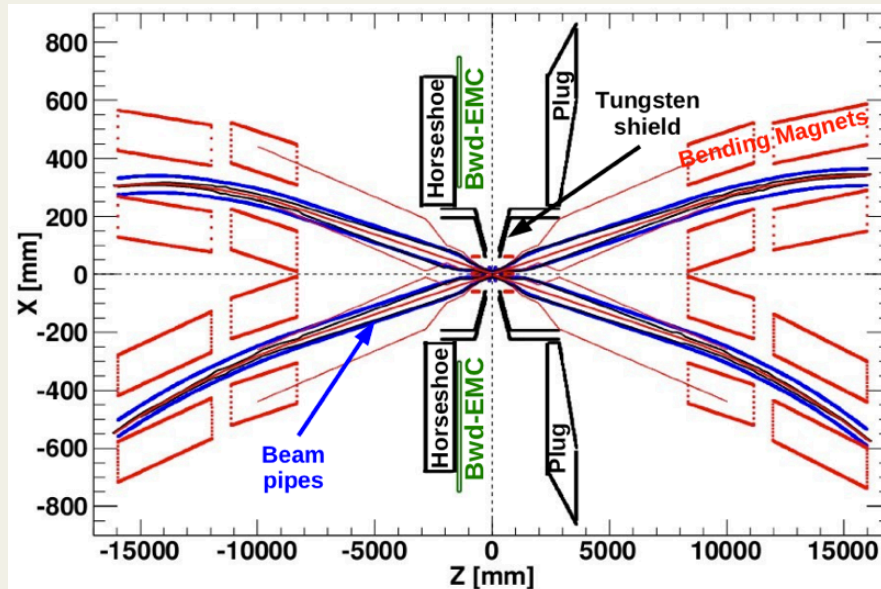 800
600
400
200
0
-200
-400
-600
-800
X [mm]
-15000 -10000 -5000 0 5000 10000 15000
Z [mm]
Horseshoe
Bwd-EMC
Plug
Tungsten
shield
Bending Magnets
Horseshoe
Bwd-EMC
Plug
Beam
pipes